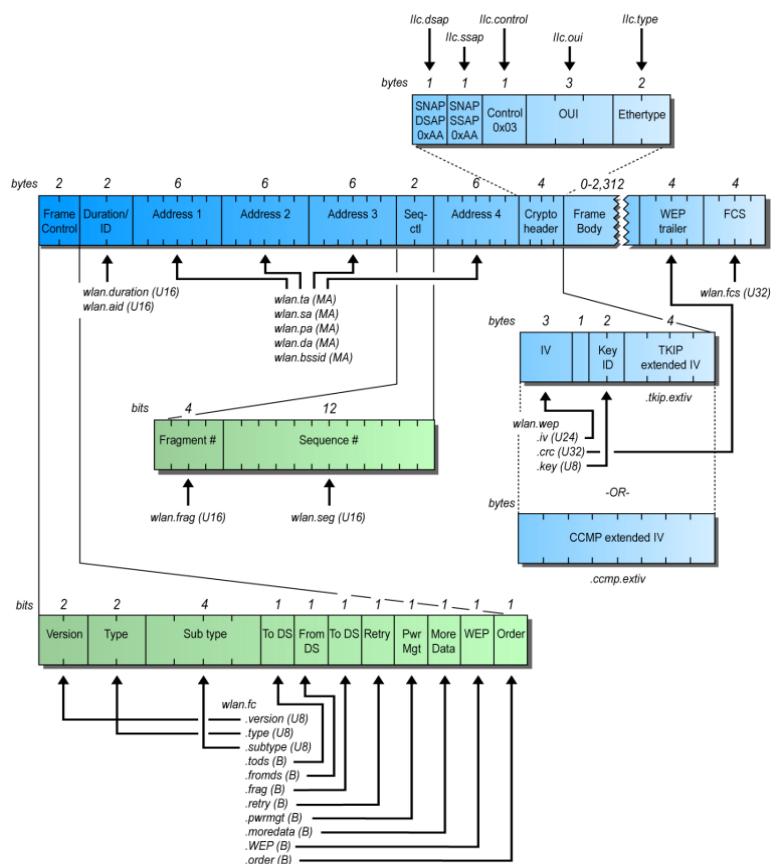 llc.dsap llc.control llc.type
llc.ssap llc.oui
bytes 1 1 1 3 2
SNAP DSAP 0xAA
SNAP SSAP 0xAA
Control 0x03
OUI
Ethertype
bytes 2 2 6 6 6 2 6 4 0-2,312 4 4
Frame Control
Duration/ ID
Address 1
Address 2
Address 3
Seq- ctl
Address 4
Crypto header
Frame Body
WEP trailer
FCS
wlan.duration (U16)
wlan.aid (U16)
wlan.ta (MA)
wlan.sa (MA)
wlan.pa (MA)
wlan.da (MA)
wlan.bssid (MA)
wlan.fcs (U32)
bytes 3 1 2 4
IV
Key ID
TKIP extended IV
.tkip.extiv
wlan.wep
.iv (U24)
.crc (U32)
.key (U8)
-OR-
bytes
CCMP extended IV
.ccmp.extiv
bits 4 12
Fragment # Sequence #
wlan.frag (U16) wlan.seg (U16)
bits 2 2 4 1 1 1 1 1 1 1 1
Version
Type
Sub type
To DS
From DS
To DS
Retry
Pwr Mgt
More Data
WEP
Order
wlan.fc
.version (U8)
.type (U8)
.subtype (U8)
.tods (B)
.fromds (B)
.frag (B)
.retry (B)
.pwrmgt (B)
.moredata (B)
.WEP (B)
.order (B)